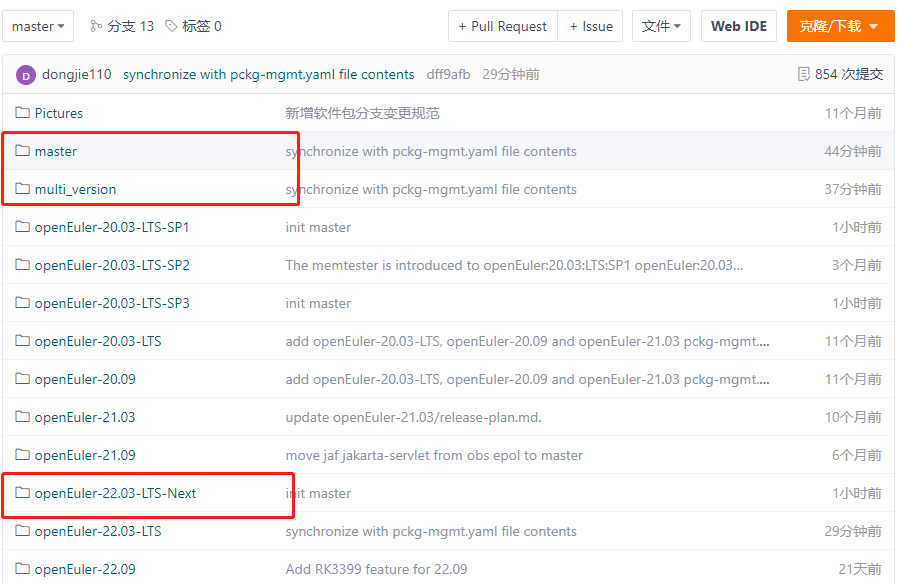 master 分支 13 标签 0 + Pull Request + Issue 文件 Web IDE 克隆/下载
D dongjie110 synchronize with pckg-mgmt.yaml file contents dff9afb 29分钟前 854 次提交
Pictures 新增软件包分支变更规范 11个月前
master synchronize with pckg-mgmt.yaml file contents 44分钟前
multi_version synchronize with pckg-mgmt.yaml file contents 37分钟前
openEuler-20.03-LTS-SP1 init master 1小时前
openEuler-20.03-LTS-SP2 The memtester is introduced to openEuler:20.03:LTS:SP1 openEuler:20.03... 3个月前
openEuler-20.03-LTS-SP3 init master 1小时前
openEuler-20.03-LTS add openEuler-20.03-LTS, openEuler-20.09 and openEuler-21.03 pckg-mgmt.... 11个月前
openEuler-20.09 add openEuler-20.03-LTS, openEuler-20.09 and openEuler-21.03 pckg-mgmt.... 11个月前
openEuler-21.03 update openEuler-21.03/release-plan.md. 10个月前
openEuler-21.09 move jaf jakarta-servlet from obs epol to master 6个月前
openEuler-22.03-LTS-Next init master 1小时前
openEuler-22.03-LTS synchronize with pckg-mgmt.yaml file contents 29分钟前
openEuler-22.09 Add RK3399 feature for 22.09 21天前